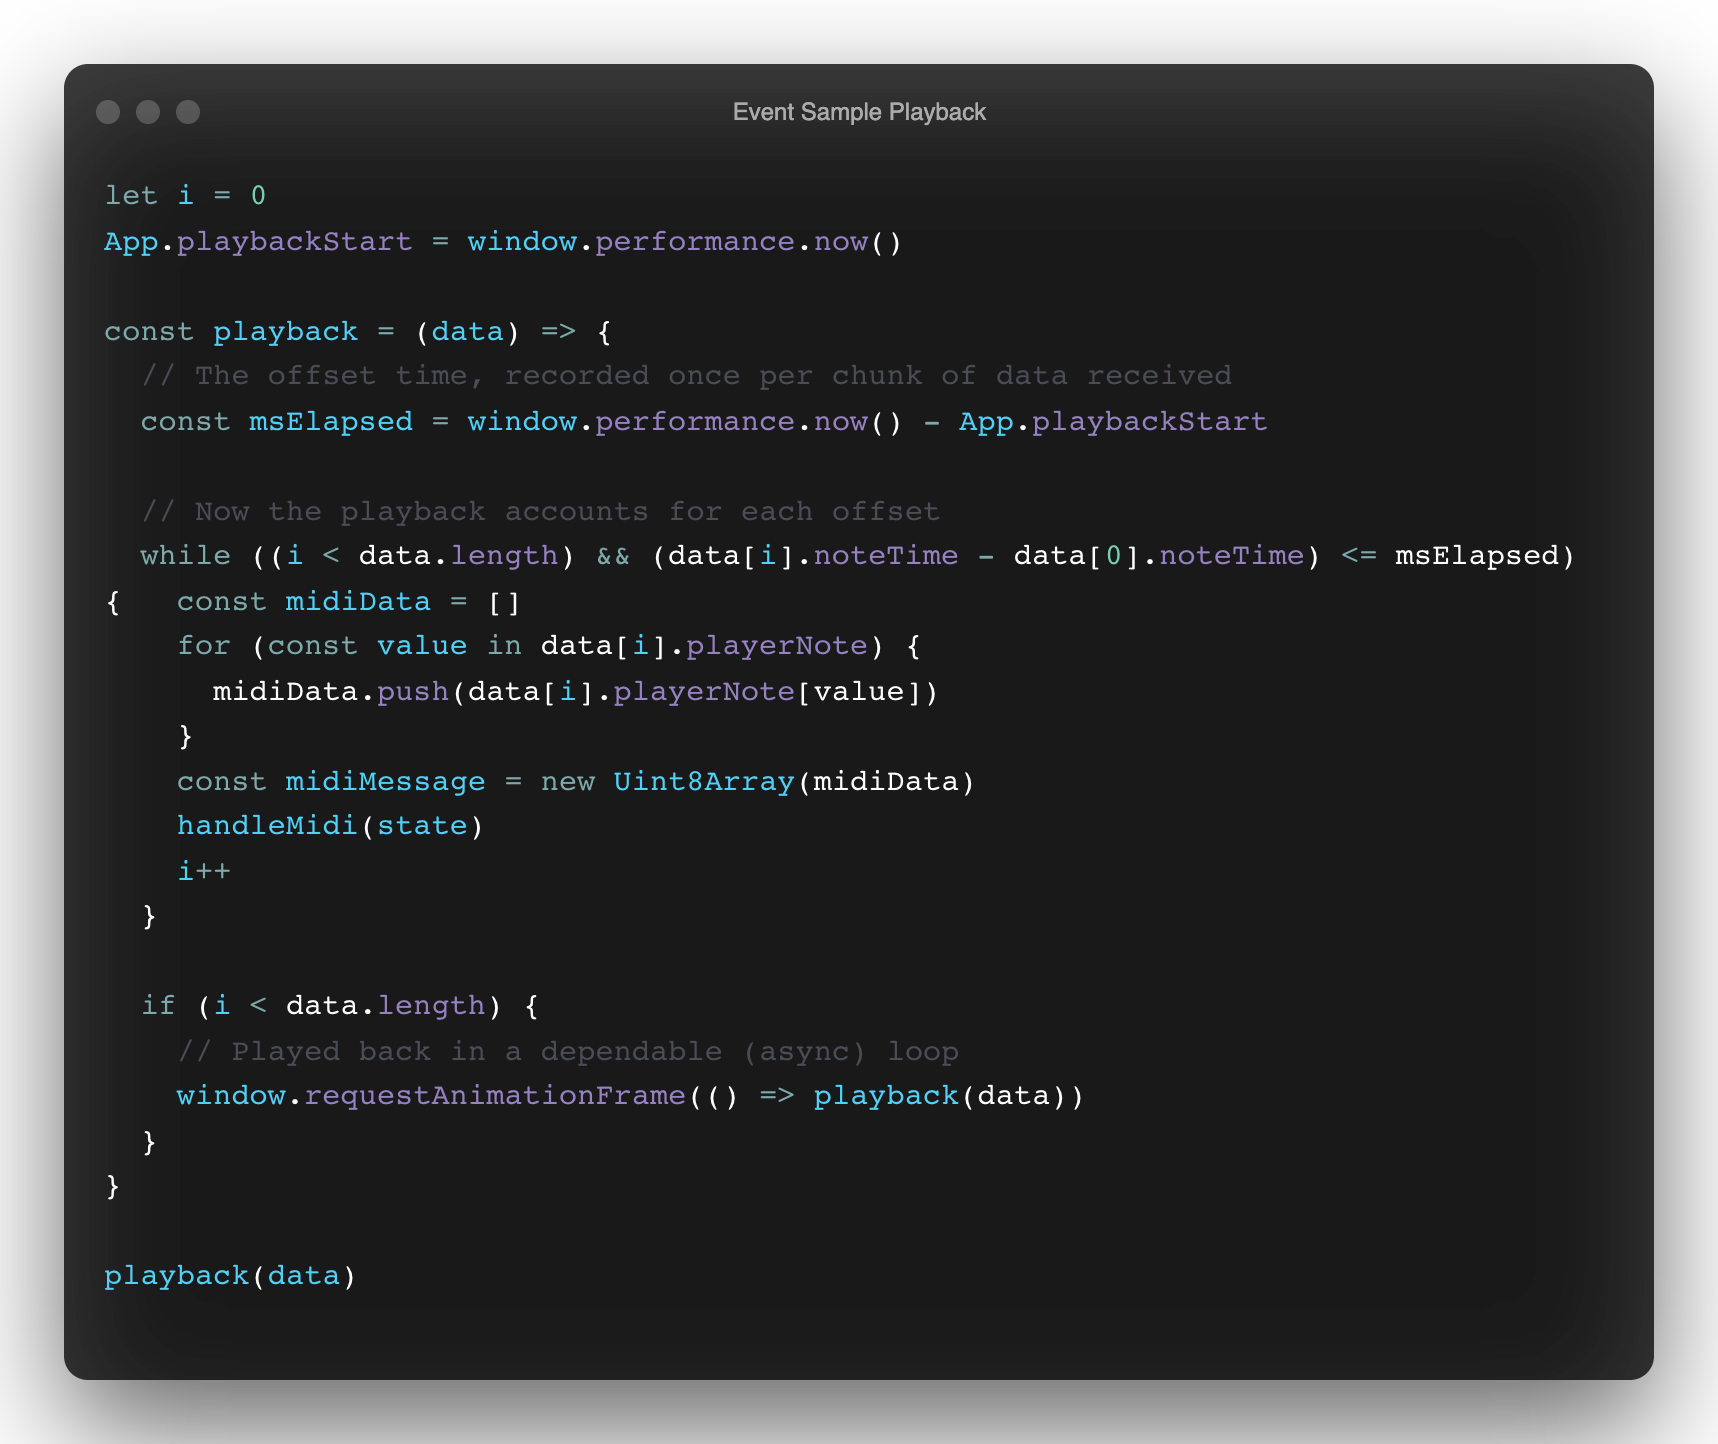 Event Sample Playback
let i = 0
App.playbackStart = window.performance.now()
const playback = (data) => {
  // The offset time, recorded once per chunk of data received
  const msElapsed = window.performance.now() - App.playbackStart
  // Now the playback accounts for each offset
  while ((i < data.length) && (data[i].noteTime - data[0].noteTime) <= msElapsed)
{   const midiData = []
    for (const value in data[i].playerNote) {
      midiData.push(data[i].playerNote[value])
    }
    const midiMessage = new Uint8Array(midiData)
    handleMidi(state)
    i++
  }
  if (i < data.length) {
    // Played back in a dependable (async) loop
    window.requestAnimationFrame(() => playback(data))
  }
}
playback(data)